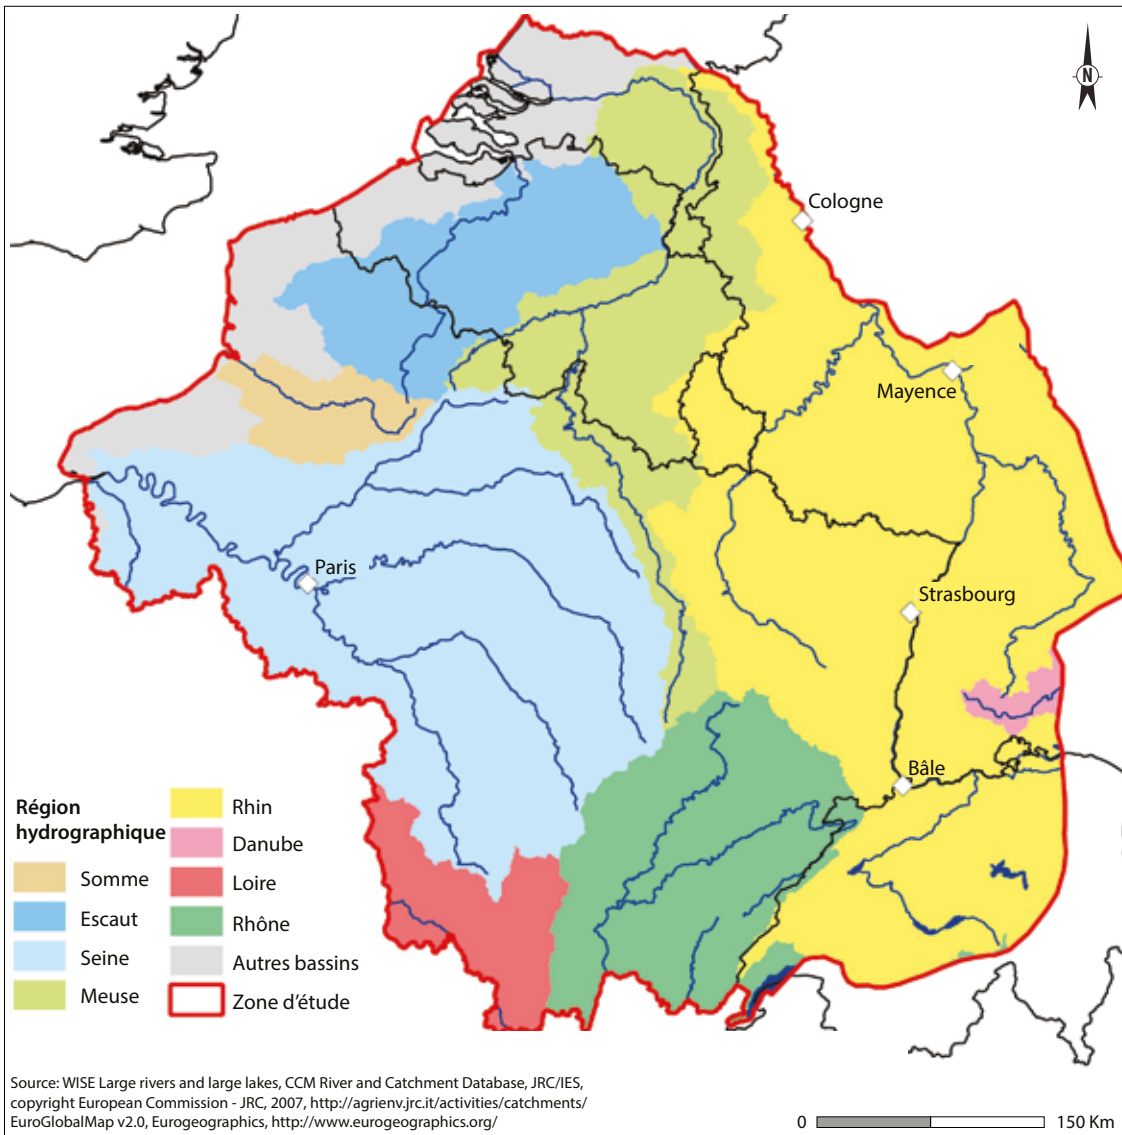 N
Cologne
Mayence
Paris
Strasbourg
Bâle
Région
hydrographique
Somme
Escaut
Seine
Meuse
Rhin
Danube
Loire
Rhône
Autres bassins
Zone d’étude
Source: WISE Large rivers and large lakes, CCM River and Catchment Database, JRC/IES,
copyright European Commission - JRC, 2007, http://agrienv.jrc.it/activities/catchments/
EuroGlobalMap v2.0, Eurogeographics, http://www.eurogeographics.org/
0 150 Km